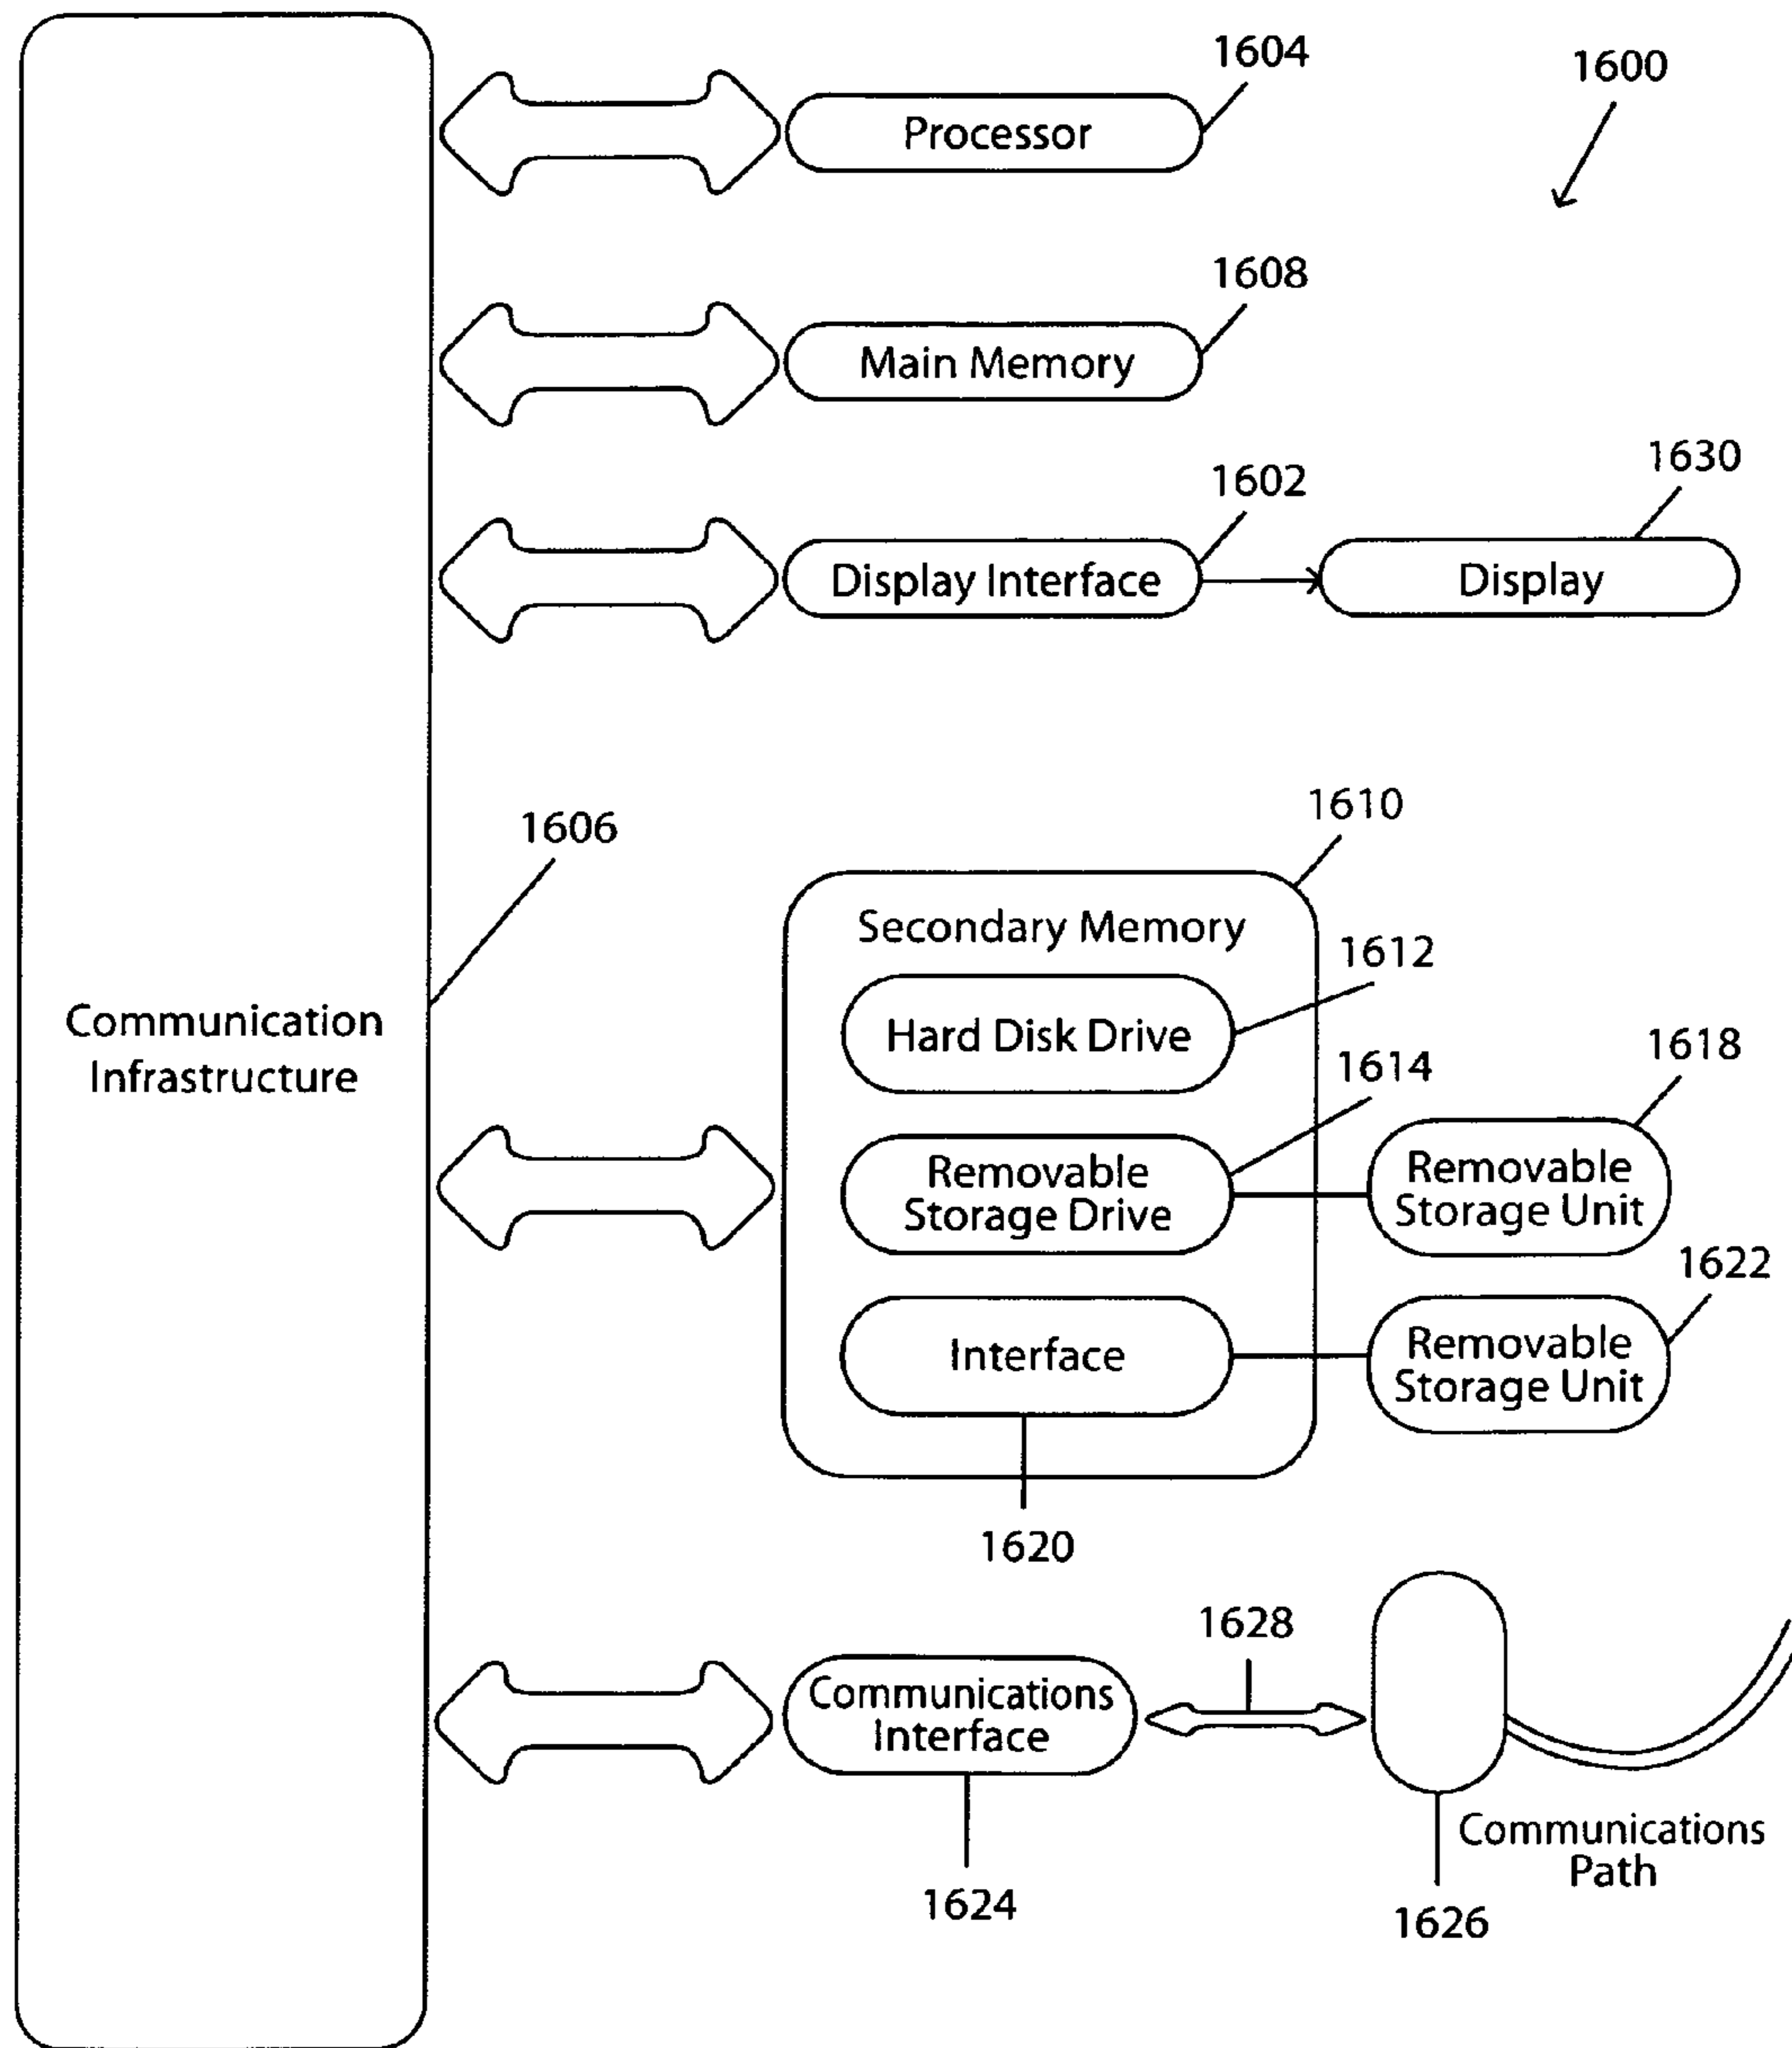 1604
1600
Processor
1608
Main Memory
1602
1630
Display Interface
Display
1606
1610
Secondary Memory
1612
Communication
Infrastructure
Hard Disk Drive
1614
1618
Removable
Storage Drive
Removable
Storage Unit
1622
Interface
Removable
Storage Unit
1620
1628
Communications
Interface
Communications
Path
1624
1626